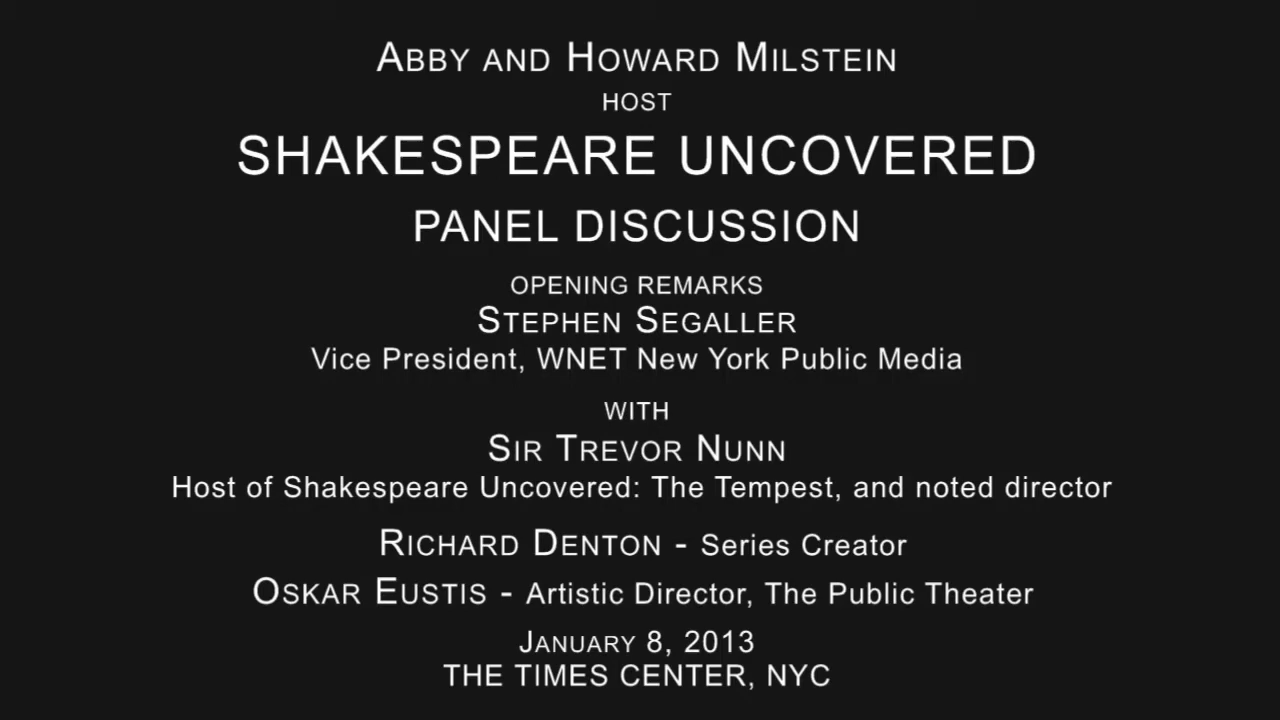 ABBY AND HOWARD MILSTEIN
HOST
SHAKESPEARE UNCOVERED
PANEL DISCUSSION
OPENING REMARKS
STEPHEN SEGALLER
Vice President, WNET New York Public Media
WITH
SIR TREVOR NUNN
Host of Shakespeare Uncovered: The Tempest, and noted director
RICHARD DENTON - Series Creator
OSKAR EUSTIS - Artistic Director, The Public Theater
JANUARY 8, 2013
THE TIMES CENTER, NYC